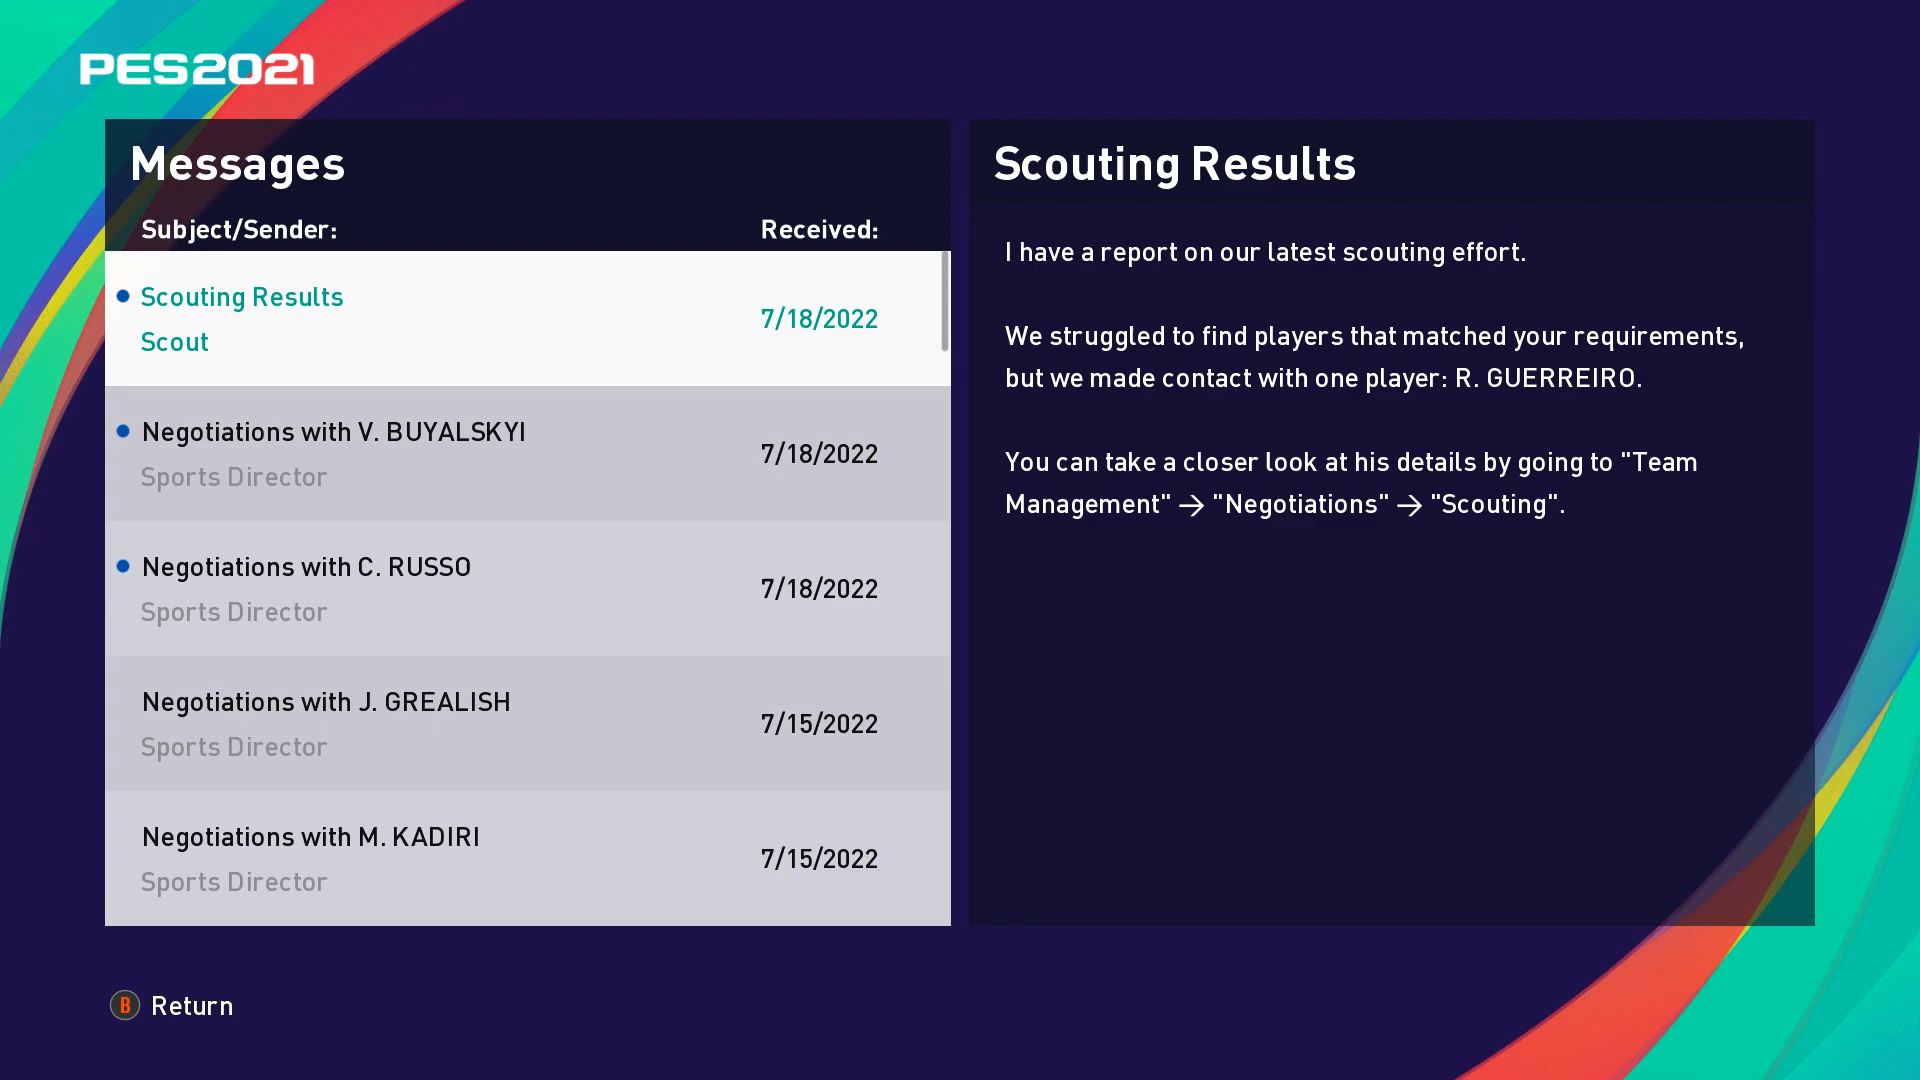 PES2021
Messages
Subject/Sender:
Received:
Scouting Results
Scout
7/18/2022
Negotiations with V. BUYALSKYI
Sports Director
7/18/2022
Negotiations with C. RUSSO
Sports Director
7/18/2022
Negotiations with J. GREALISH
Sports Director
7/15/2022
Negotiations with M. KADIRI
Sports Director
7/15/2022
Scouting Results
I have a report on our latest scouting effort.
We struggled to find players that matched your requirements,
but we made contact with one player: R. GUERREIRO.
You can take a closer look at his details by going to "Team
Management" → "Negotiations" → "Scouting".
B Return